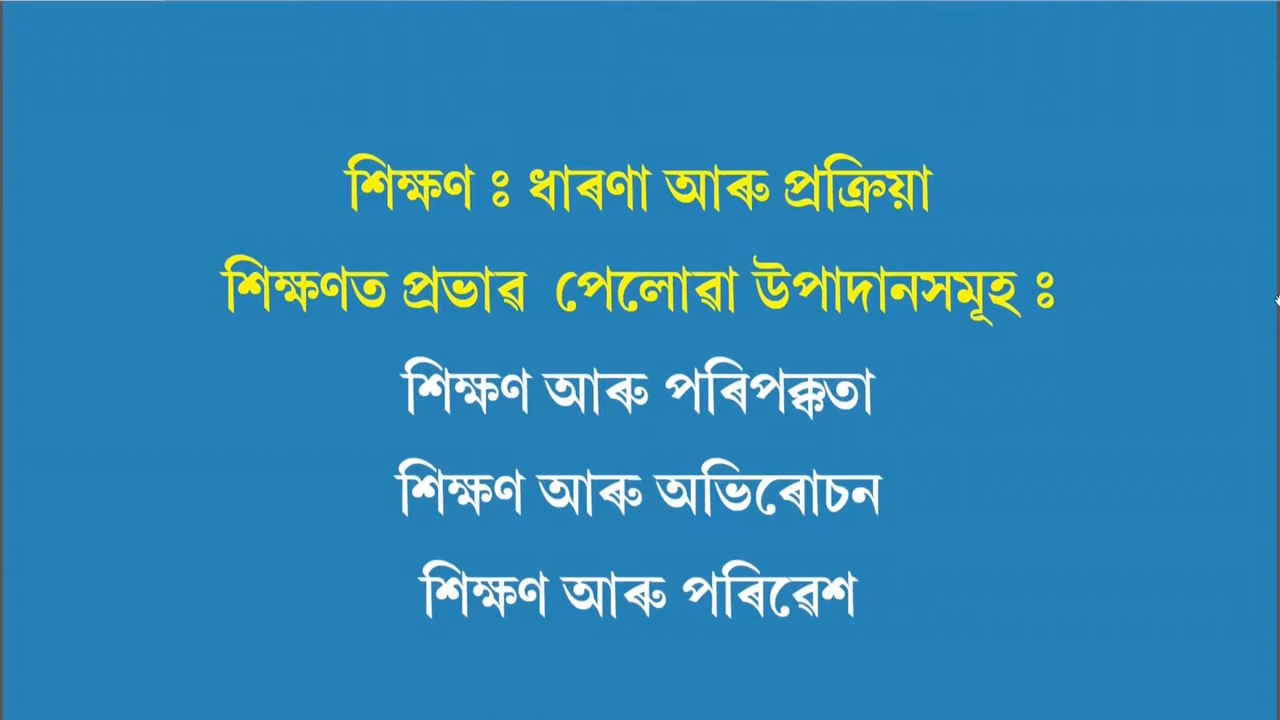 শিক্ষণ ঃ ধাৰণা আৰু প্ৰক্ৰিয়া
শিক্ষণত প্ৰভাৱ পেলোৱা উপাদানসমূহ ঃ
শিক্ষণ আৰু পৰিপক্কতা
শিক্ষণ আৰু অভিৰোচন
শিক্ষণ আৰু পৰিৱেশ